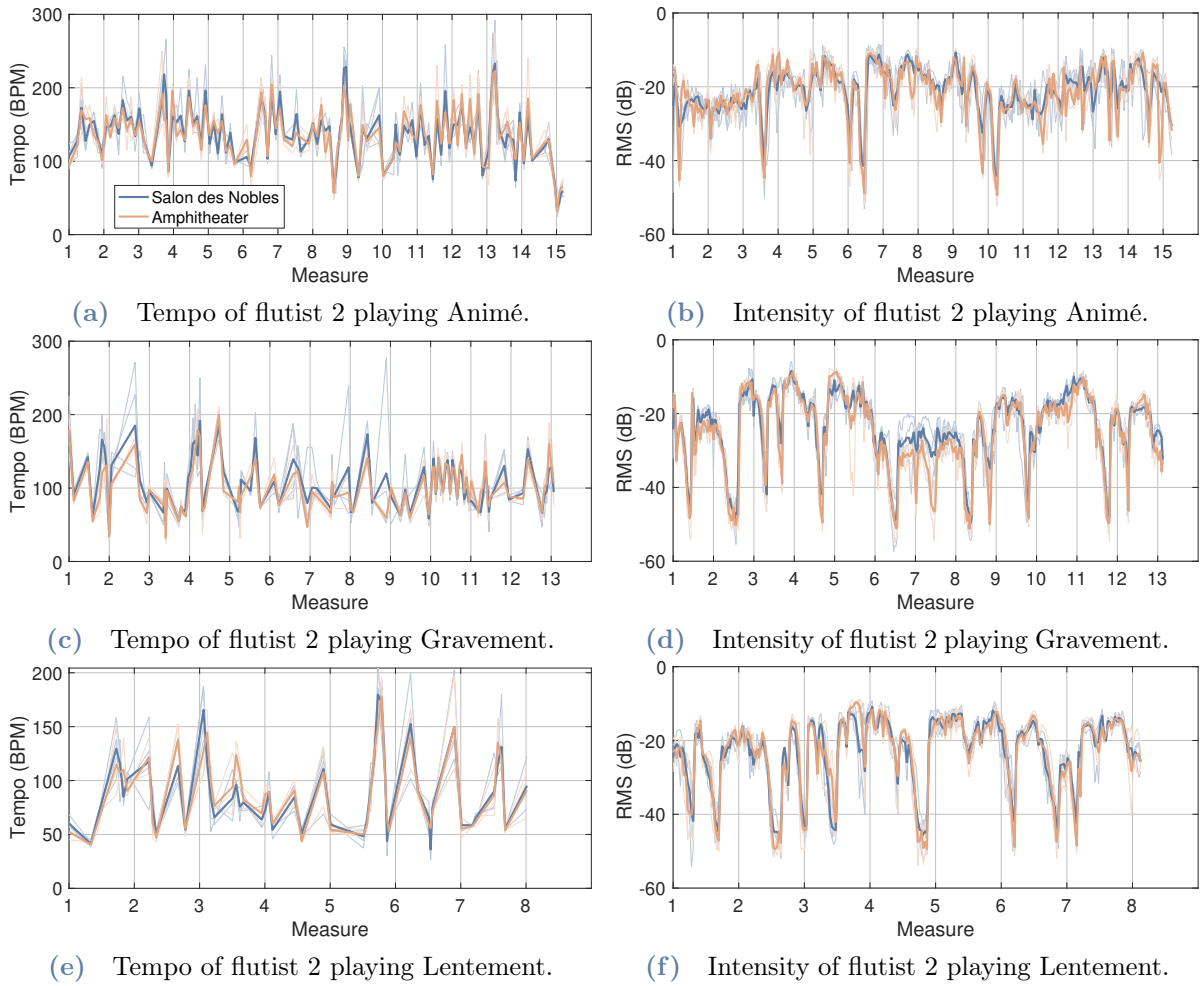 300
200
100
0
Tempo (BPM)
Salon des Nobles
Amphitheater
1 2 3 4 5 6 7 8 9 10 11 12 13 14 15
Measure
(a) Tempo of flutist 2 playing Animé.
0
-20
-40
-60
RMS (dB)
1 2 3 4 5 6 7 8 9 10 11 12 13 14 15
Measure
(b) Intensity of flutist 2 playing Animé.
300
200
100
0
Tempo (BPM)
1 2 3 4 5 6 7 8 9 10 11 12 13
Measure
(c) Tempo of flutist 2 playing Gravement.
0
-20
-40
-60
RMS (dB)
1 2 3 4 5 6 7 8 9 10 11 12 13
Measure
(d) Intensity of flutist 2 playing Gravement.
200
150
100
50
0
Tempo (BPM)
1 2 3 4 5 6 7 8
Measure
(e) Tempo of flutist 2 playing Lentement.
0
-20
-40
-60
RMS (dB)
1 2 3 4 5 6 7 8
Measure
(f) Intensity of flutist 2 playing Lentement.